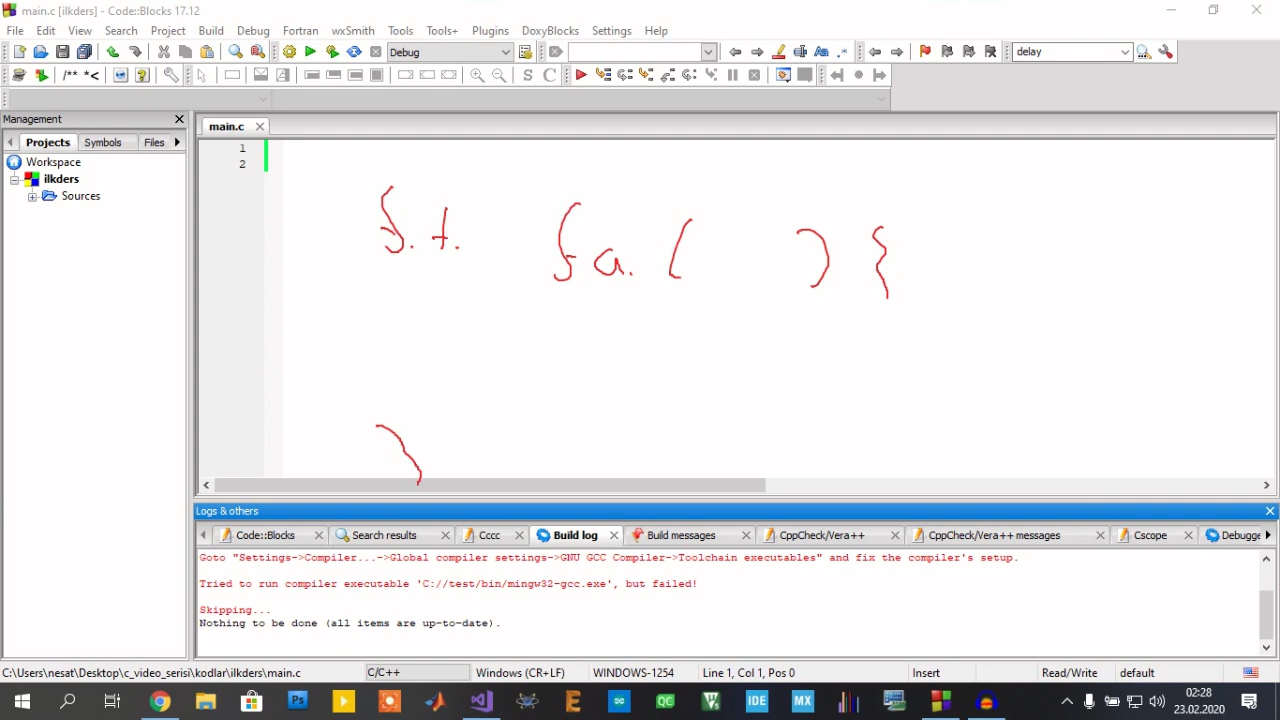 main.c [ilkders] - Code::Blocks 17.12
File Edit View Search Project Build Debug Fortran wxSmith Tools Tools+ Plugins DoxyBlocks Settings Help
Debug delay
/** *<
S C
Management
main.c
Projects Symbols Files
Workspace
ilkders
Sources
1
2
f.t. fa. ( ) {
Logs & others
Code::Blocks Search results Cccc Build log Build messages CppCheck/Vera++ CppCheck/Vera++ messages Cscope Debugge
Goto "Settings->Compiler...->Global compiler settings->GNU GCC Compiler->Toolchain executables" and fix the compiler's setup.
Tried to run compiler executable 'C://test/bin/mingw32-gcc.exe', but failed!
Skipping...
Nothing to be done (all items are up-to-date).
C:\Users\nesat\Desktop\c_video_serisi\kodlar\ilkders\main.c C/C++ Windows (CR+LF) WINDOWS-1254 Line 1, Col 1, Pos 0 Insert Read/Write default
Ps QC IDE MX
02:28
23.02.2020